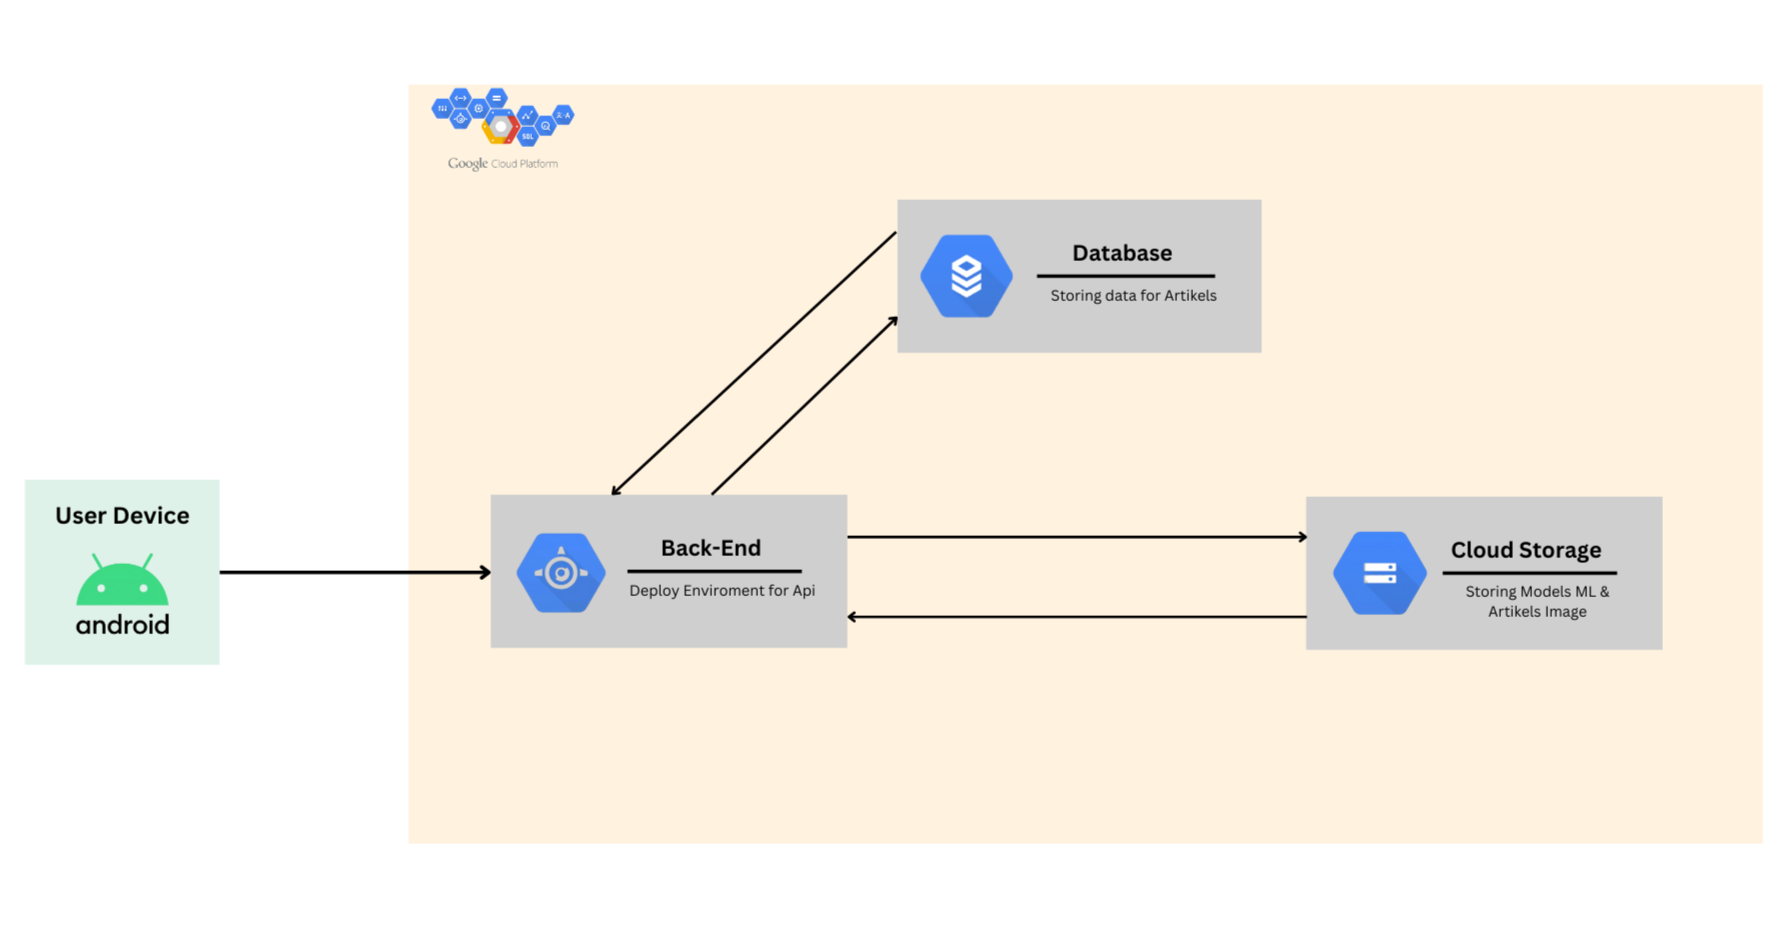 Google Cloud Platform
SQL
Database
Storing data for Artikels
User Device
android
Back-End
Deploy Enviroment for Api
Cloud Storage
Storing Models ML &
Artikels Image